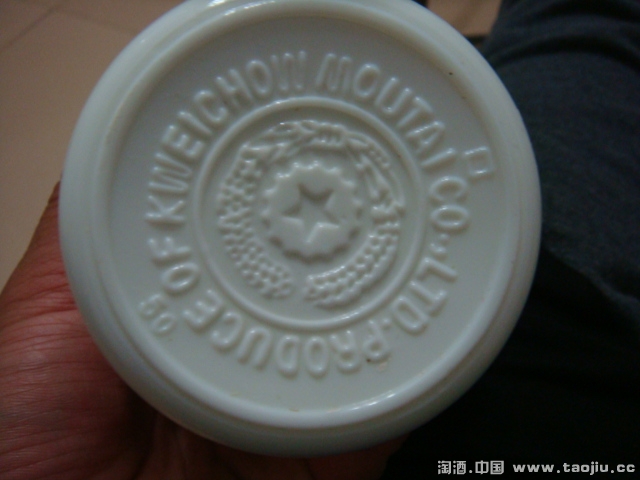 PRODUCE OF KWEICHOW MOUTAI CO., LTD.
淘酒.中国 www.taojiu.cc